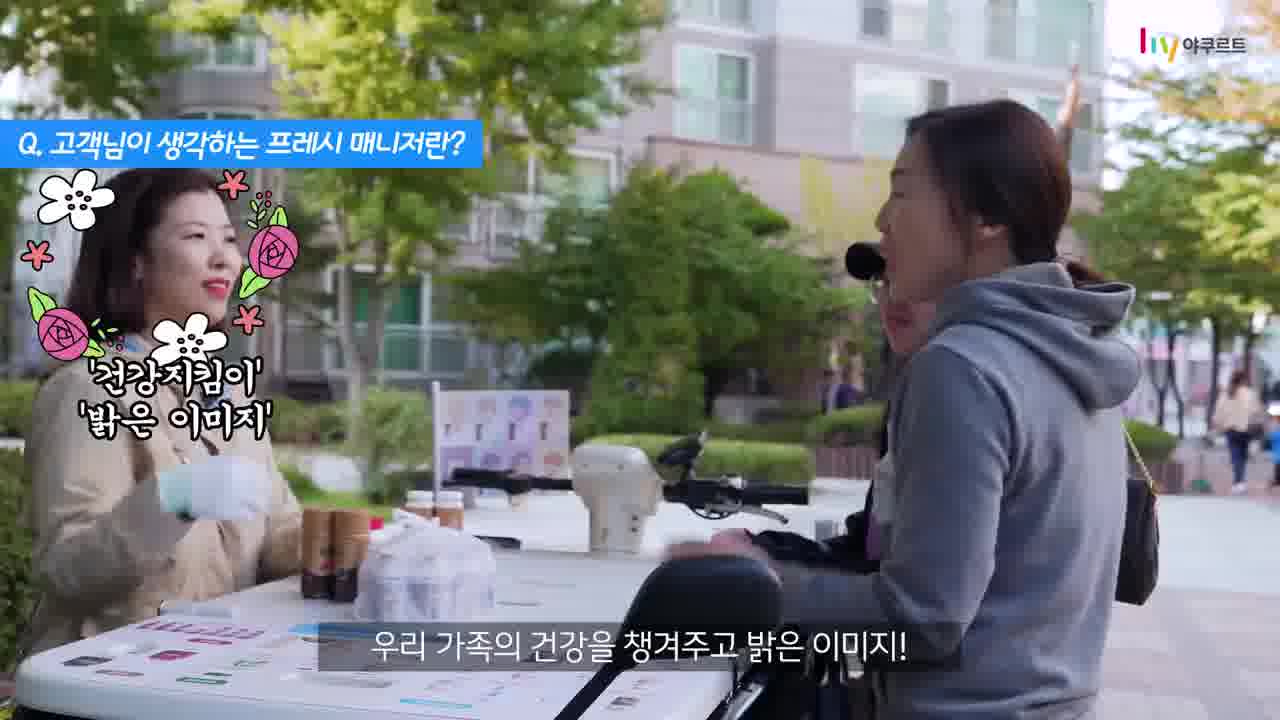 hy 야쿠르트
Q. 고객님이 생각하는 프레시 매니저란?
'건강지킴이'
'밝은 이미지'
우리 가족의 건강을 챙겨주고 밝은 이미지!